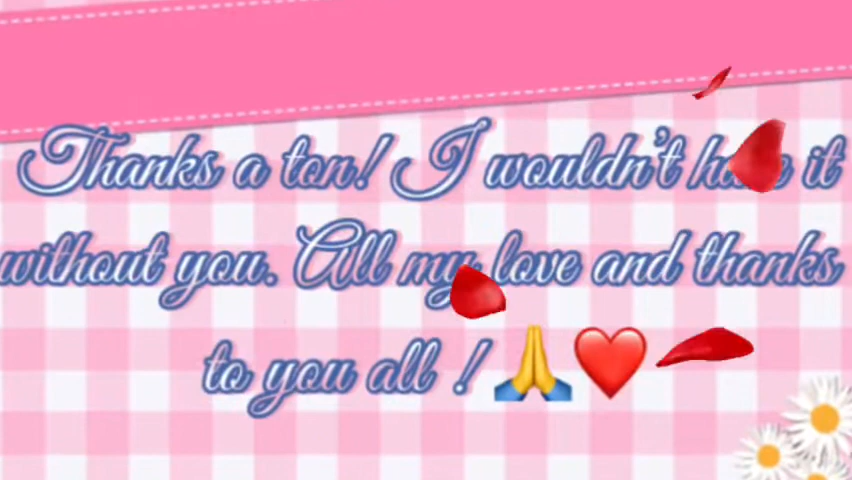 Thanks a ton! I wouldn't it
without you. All my love and thanks
to you all ! 🙏❤️